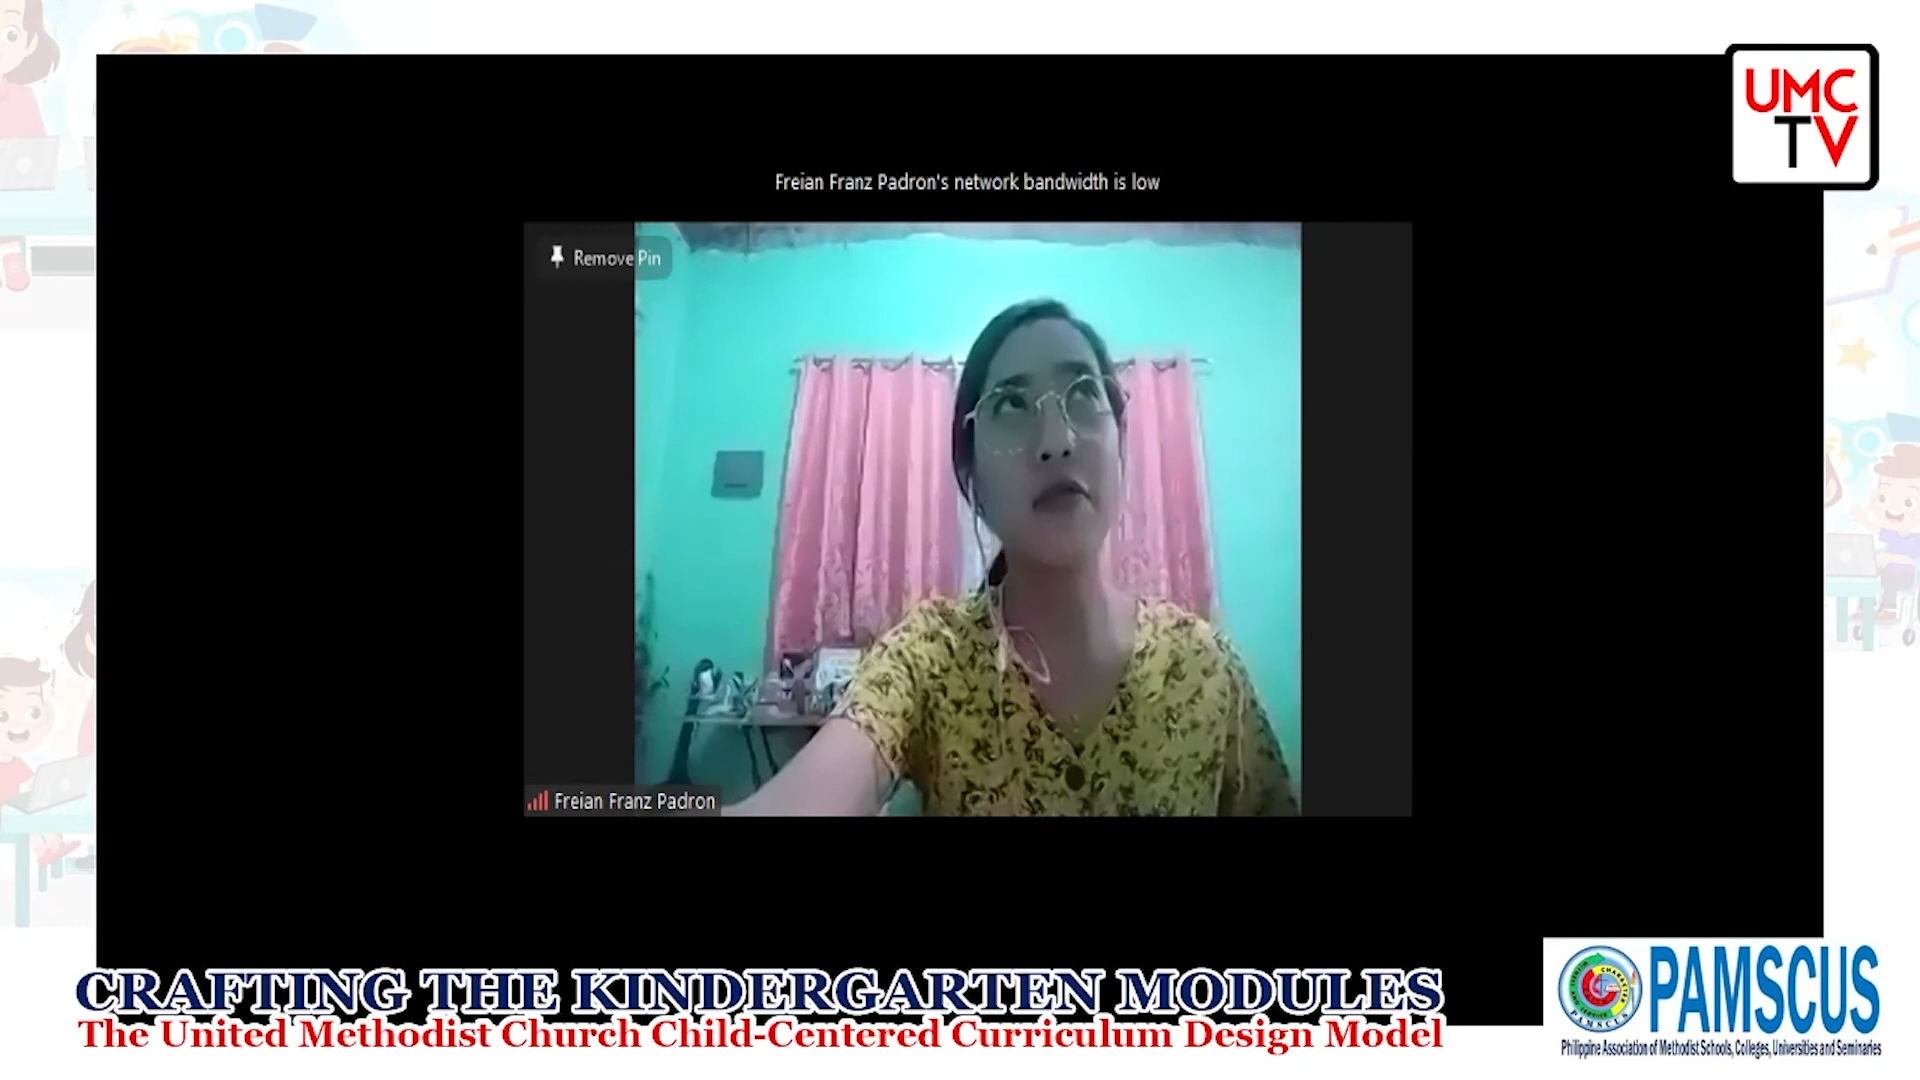 UMC
TV
Freian Franz Padron's network bandwidth is low
Remove Pin
Freian Franz Padron
CRAFTING THE KINDERGARTEN MODULES
The United Methodist Church Child-Centered Curriculum Design Model
PAMSCUS
Philippine Association of Methodist Schools, Colleges, Universities and Seminaries